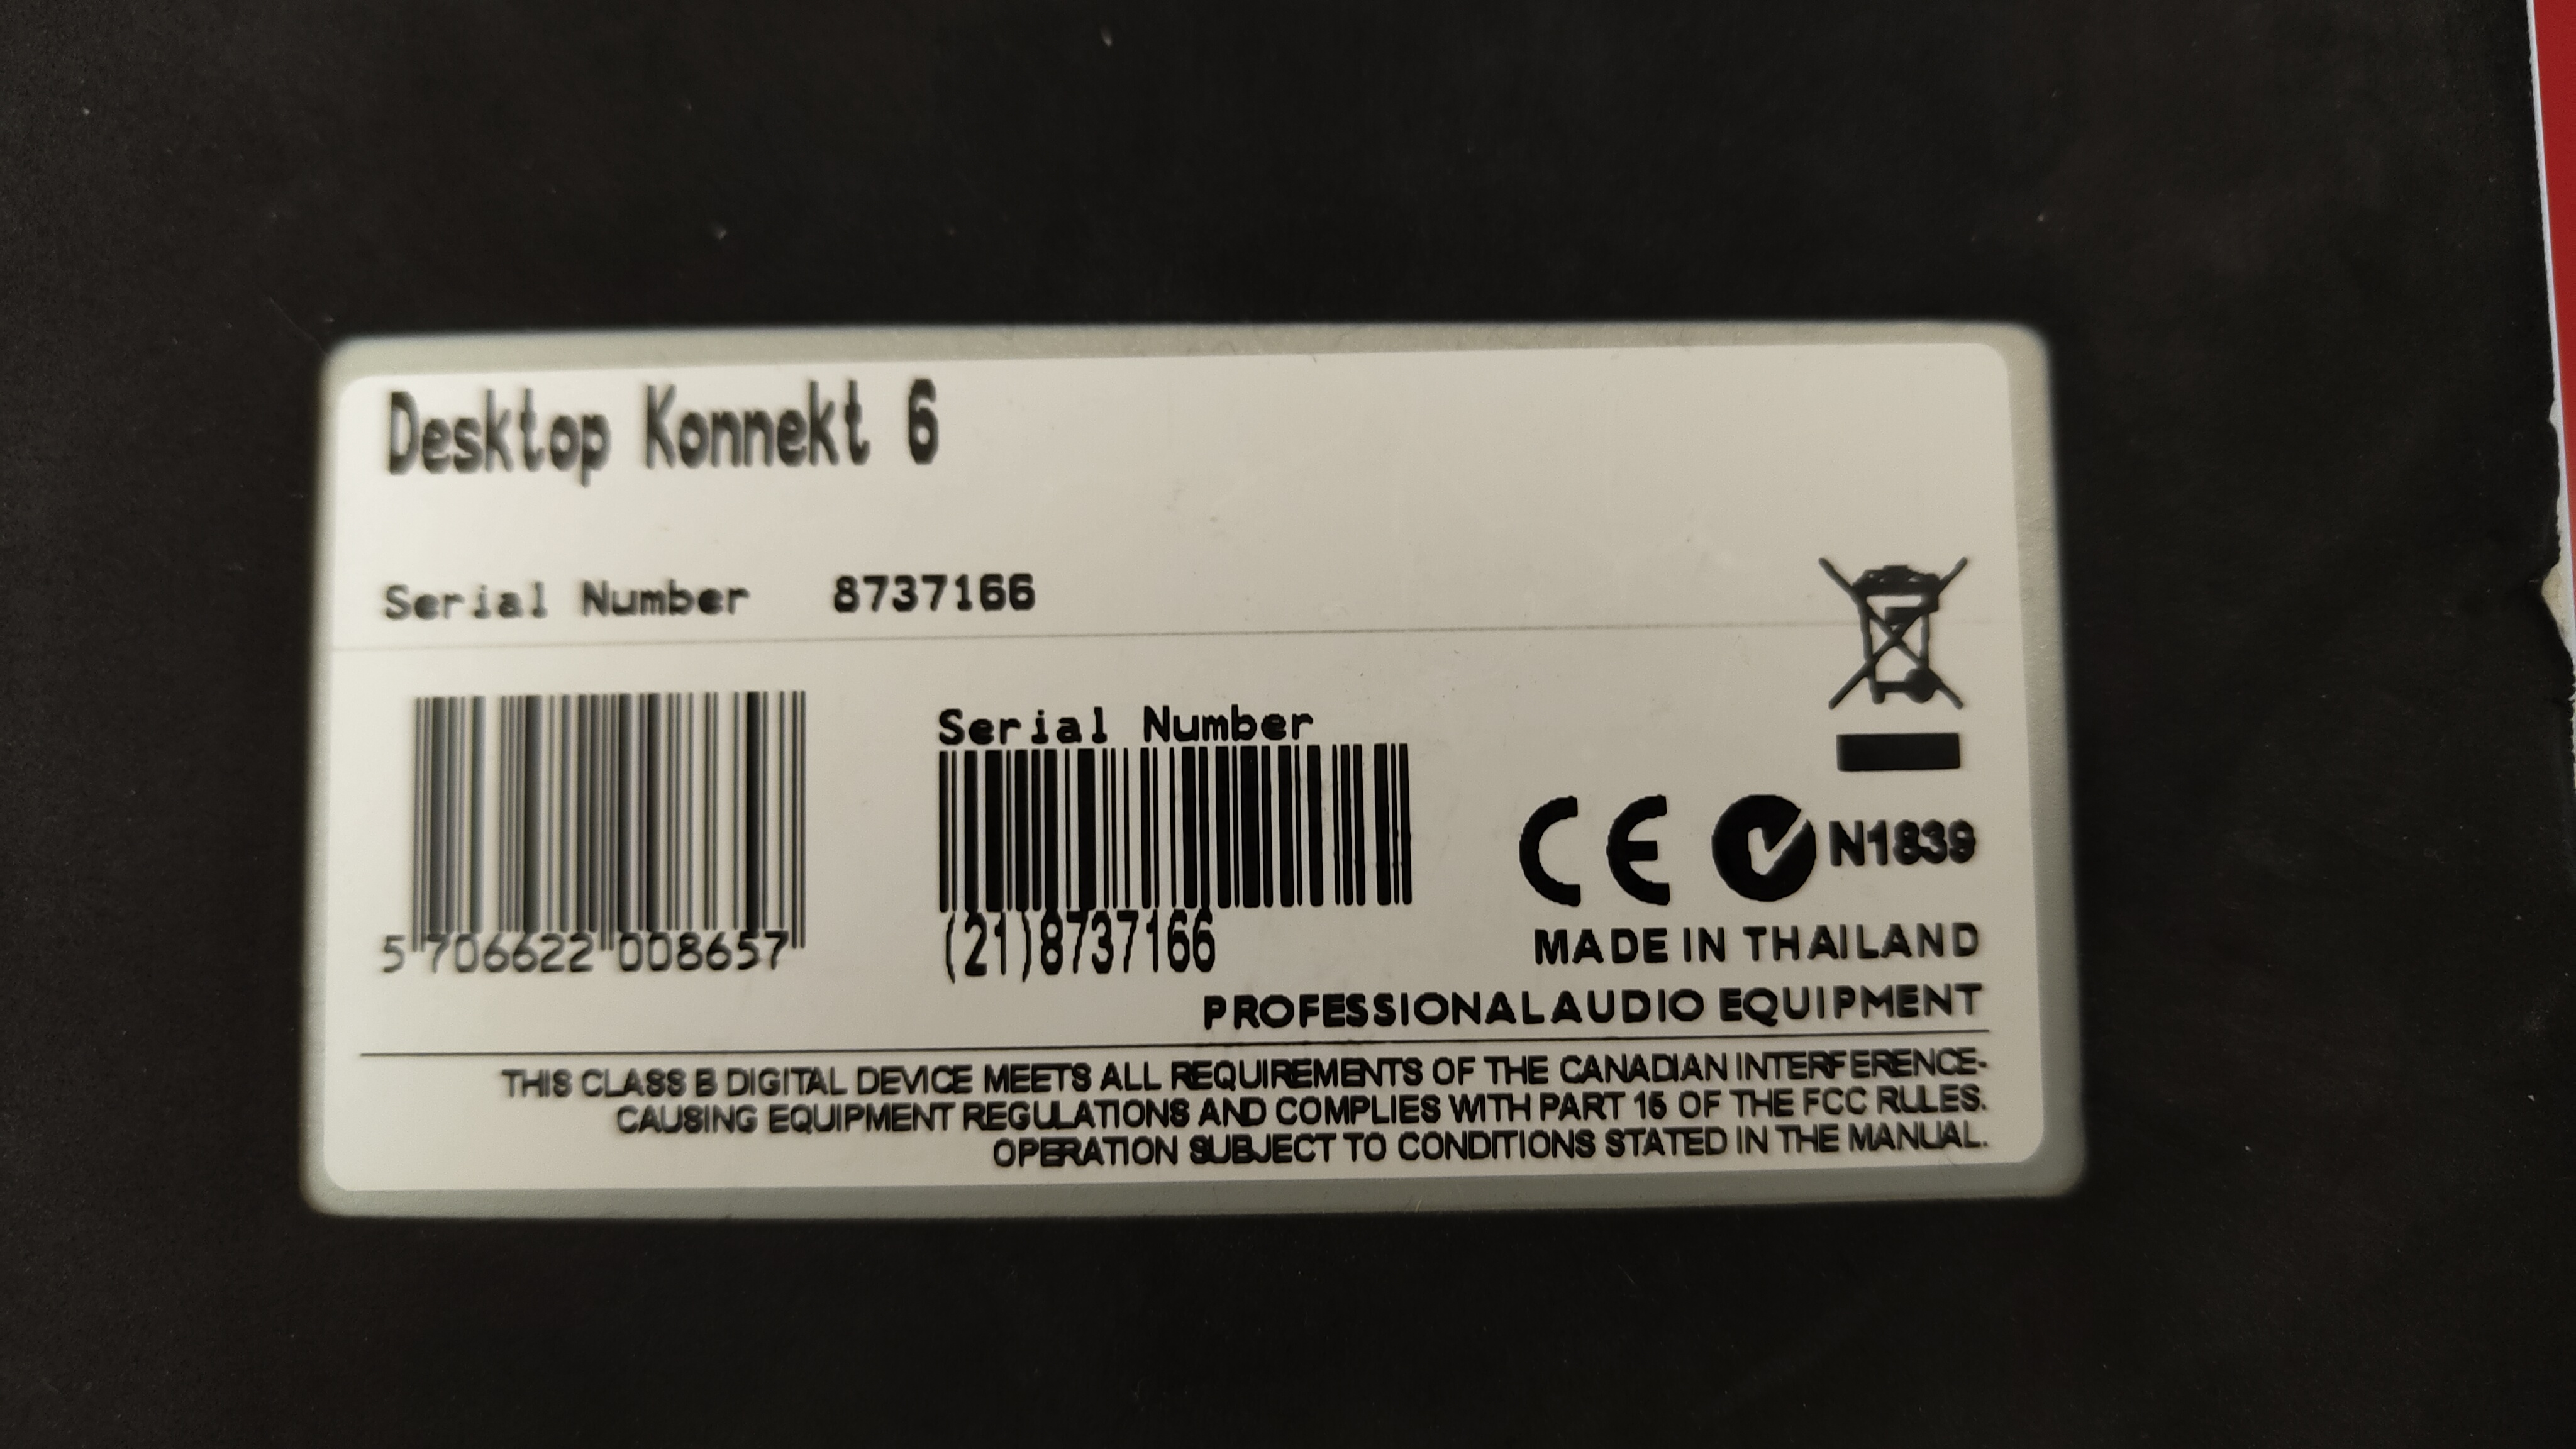 Desktop Konnekt 6
Serial Number 8737166
Serial Number
5 706622 008657
(21)8737166
CE N1839
MADE IN THAILAND
PROFESSIONAL AUDIO EQUIPMENT
THIS CLASS B DIGITAL DEVICE MEETS ALL REQUIREMENTS OF THE CANADIAN INTERFERENCE-
CAUSING EQUIPMENT REGULATIONS AND COMPLIES WITH PART 15 OF THE FCC RULES.
OPERATION SUBJECT TO CONDITIONS STATED IN THE MANUAL.